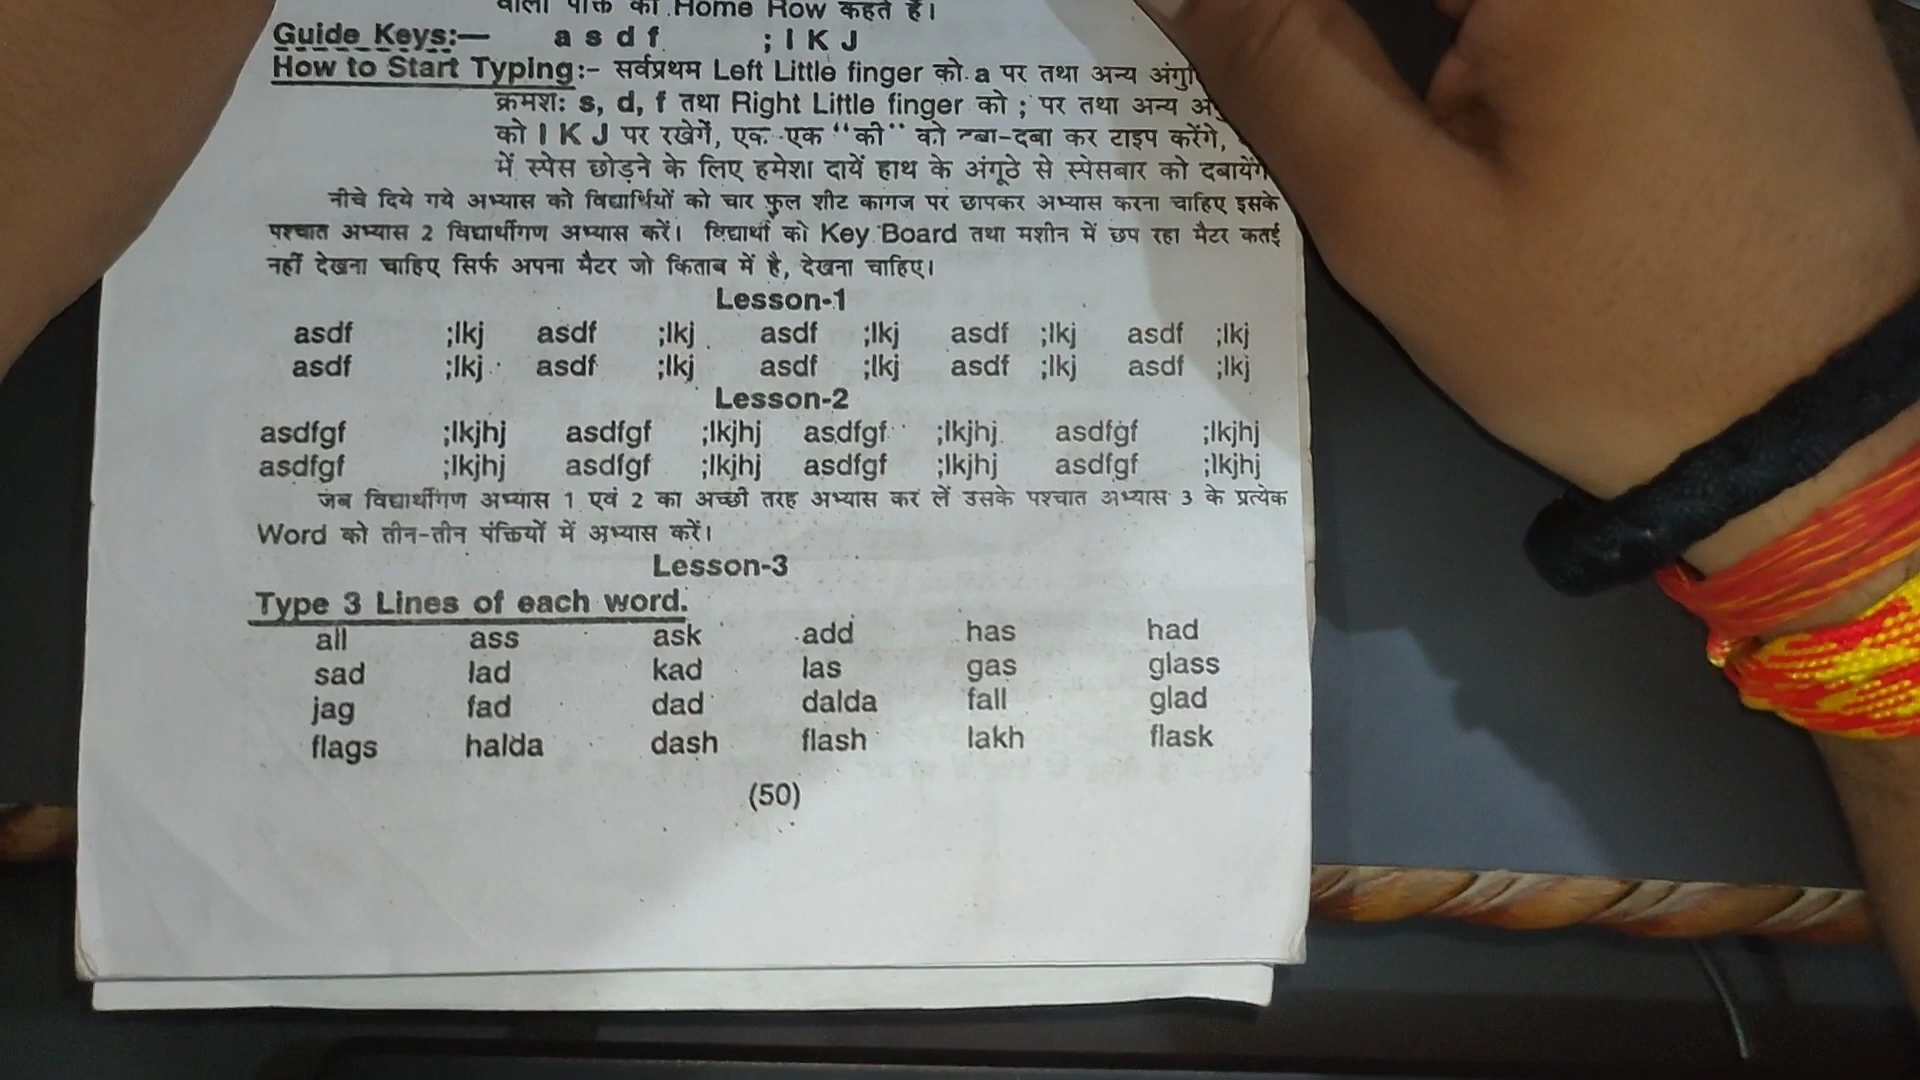 वाली पंक्ति को Home Row कहते हैं।
Guide Keys:— a s d f ; l K J
How to Start Typing:- सर्वप्रथम Left Little finger को a पर तथा अन्य
क्रमशः s, d, f तथा Right Little finger को ; पर तथा अन्य
को l K J पर रखेगें, एक एक “की” को दबा-दबा कर टाइप करेंगे,
में स्पेस छोड़ने के लिए हमेशा दायें हाथ के अंगूठे से स्पेसबार को दबायेंगे
नीचे दिये गये अभ्यास को विद्यार्थियों को चार फुल शीट कागज पर छापकर अभ्यास करना चाहिए इसके
पश्चात अभ्यास 2 विद्यार्थीगण अभ्यास करें। विद्यार्थी को Key Board तथा मशीन में छप रहा मैटर कतई
नहीं देखना चाहिए सिर्फ अपना मैटर जो किताब में है, देखना चाहिए।
Lesson-1
asdf ;lkj asdf ;lkj asdf ;lkj asdf ;lkj asdf ;lkj
asdf ;lkj asdf ;lkj asdf ;lkj asdf ;lkj asdf ;lkj
Lesson-2
asdfgf ;lkjhj asdfgf ;lkjhj asdfgf ;lkjhj asdfgf ;lkjhj
asdfgf ;lkjhj asdfgf ;lkjhj asdfgf ;lkjhj asdfgf ;lkjhj
जब विद्यार्थीगण अभ्यास 1 एवं 2 का अच्छी तरह अभ्यास कर लें उसके पश्चात अभ्यास 3 के प्रत्येक
Word को तीन-तीन पंक्तियों में अभ्यास करें।
Lesson-3
Type 3 Lines of each word.
all ass ask add has had
sad lad kad las gas glass
jag fad dad dalda fall glad
flags halda dash flash lakh flask
(50)